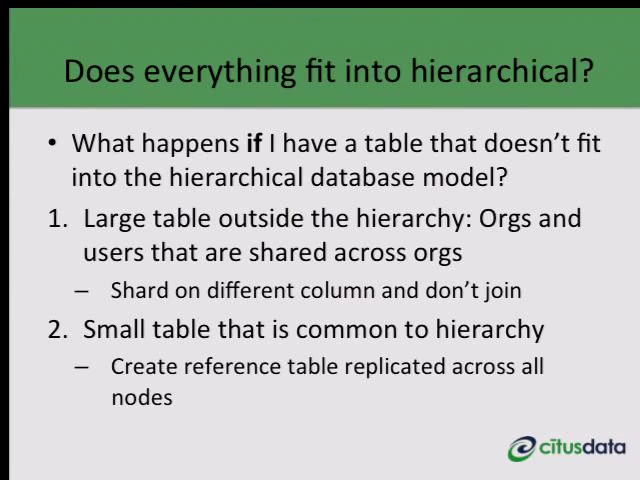 Does everything fit into hierarchical?
• What happens if I have a table that doesn't fit
into the hierarchical database model?
1. Large table outside the hierarchy: Orgs and
users that are shared across orgs
– Shard on different column and don't join
2. Small table that is common to hierarchy
– Create reference table replicated across all
nodes
citusdata